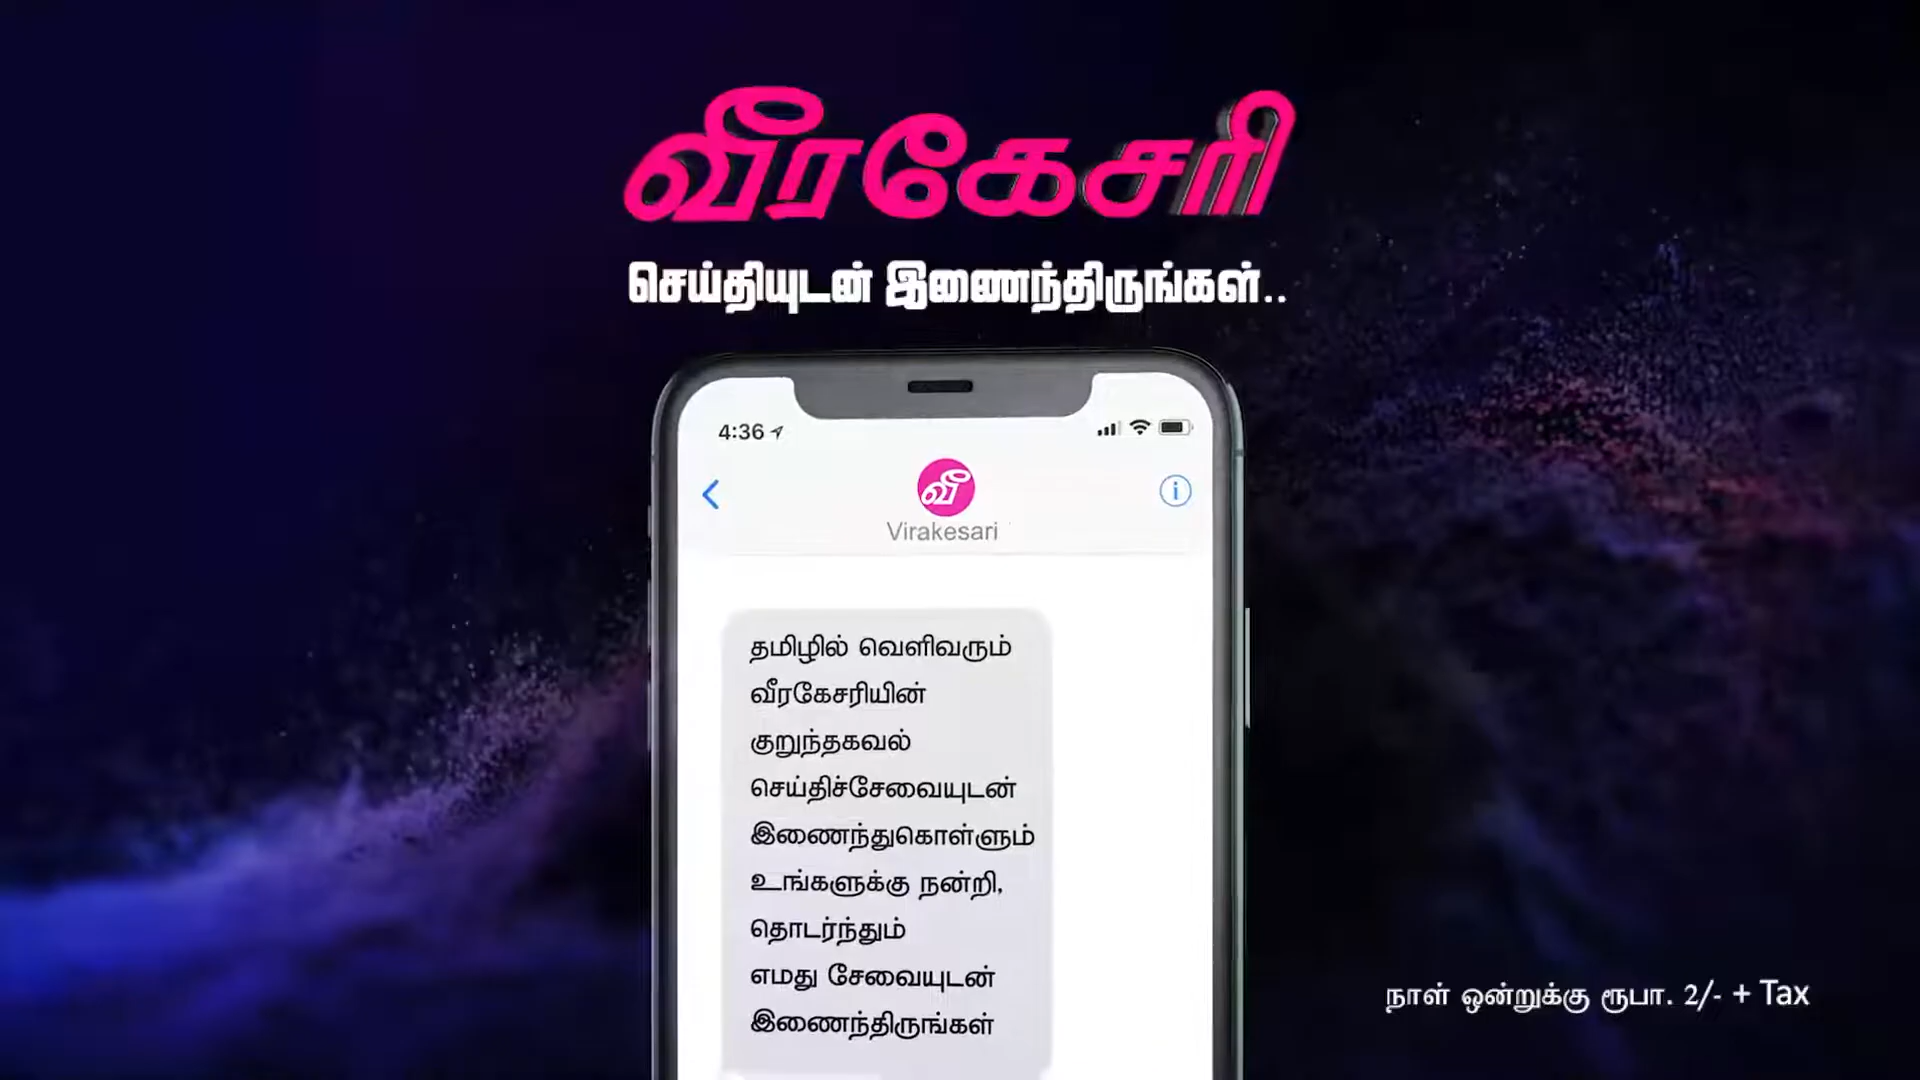 வீரகேசரி
செய்தியுடன் இணைந்திருங்கள்..
4:36
வீ
Virakesari
தமிழில் வெளிவரும்
வீரகேசரியின்
குறுந்தகவல்
செய்திச்சேவையுடன்
இணைந்துகொள்ளும்
உங்களுக்கு நன்றி,
தொடர்ந்தும்
எமது சேவையுடன்
இணைந்திருங்கள்
நாள் ஒன்றுக்கு ரூபா. 2/- + Tax